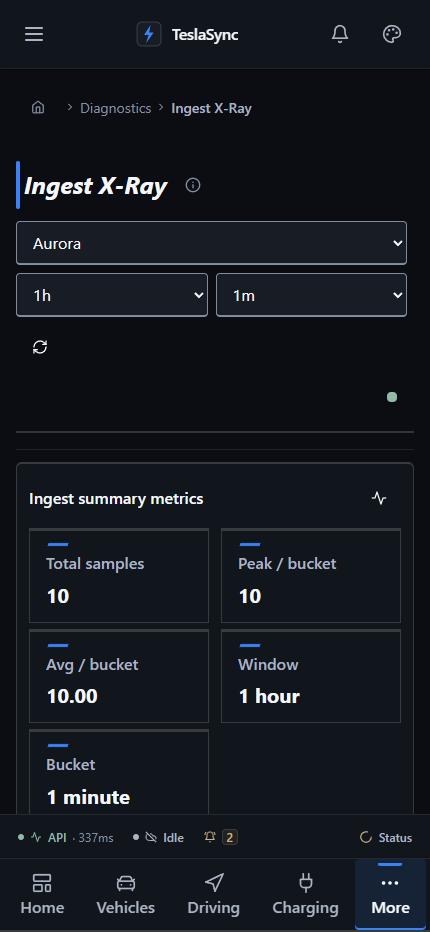 TeslaSync
Diagnostics Ingest X-Ray
Ingest X-Ray
Aurora
1h 1m
Ingest summary metrics
Total samples Peak / bucket
10 10
Avg / bucket Window
10.00 1 hour
Bucket
1 minute
API · 337ms Idle 2 Status
Home Vehicles Driving Charging More